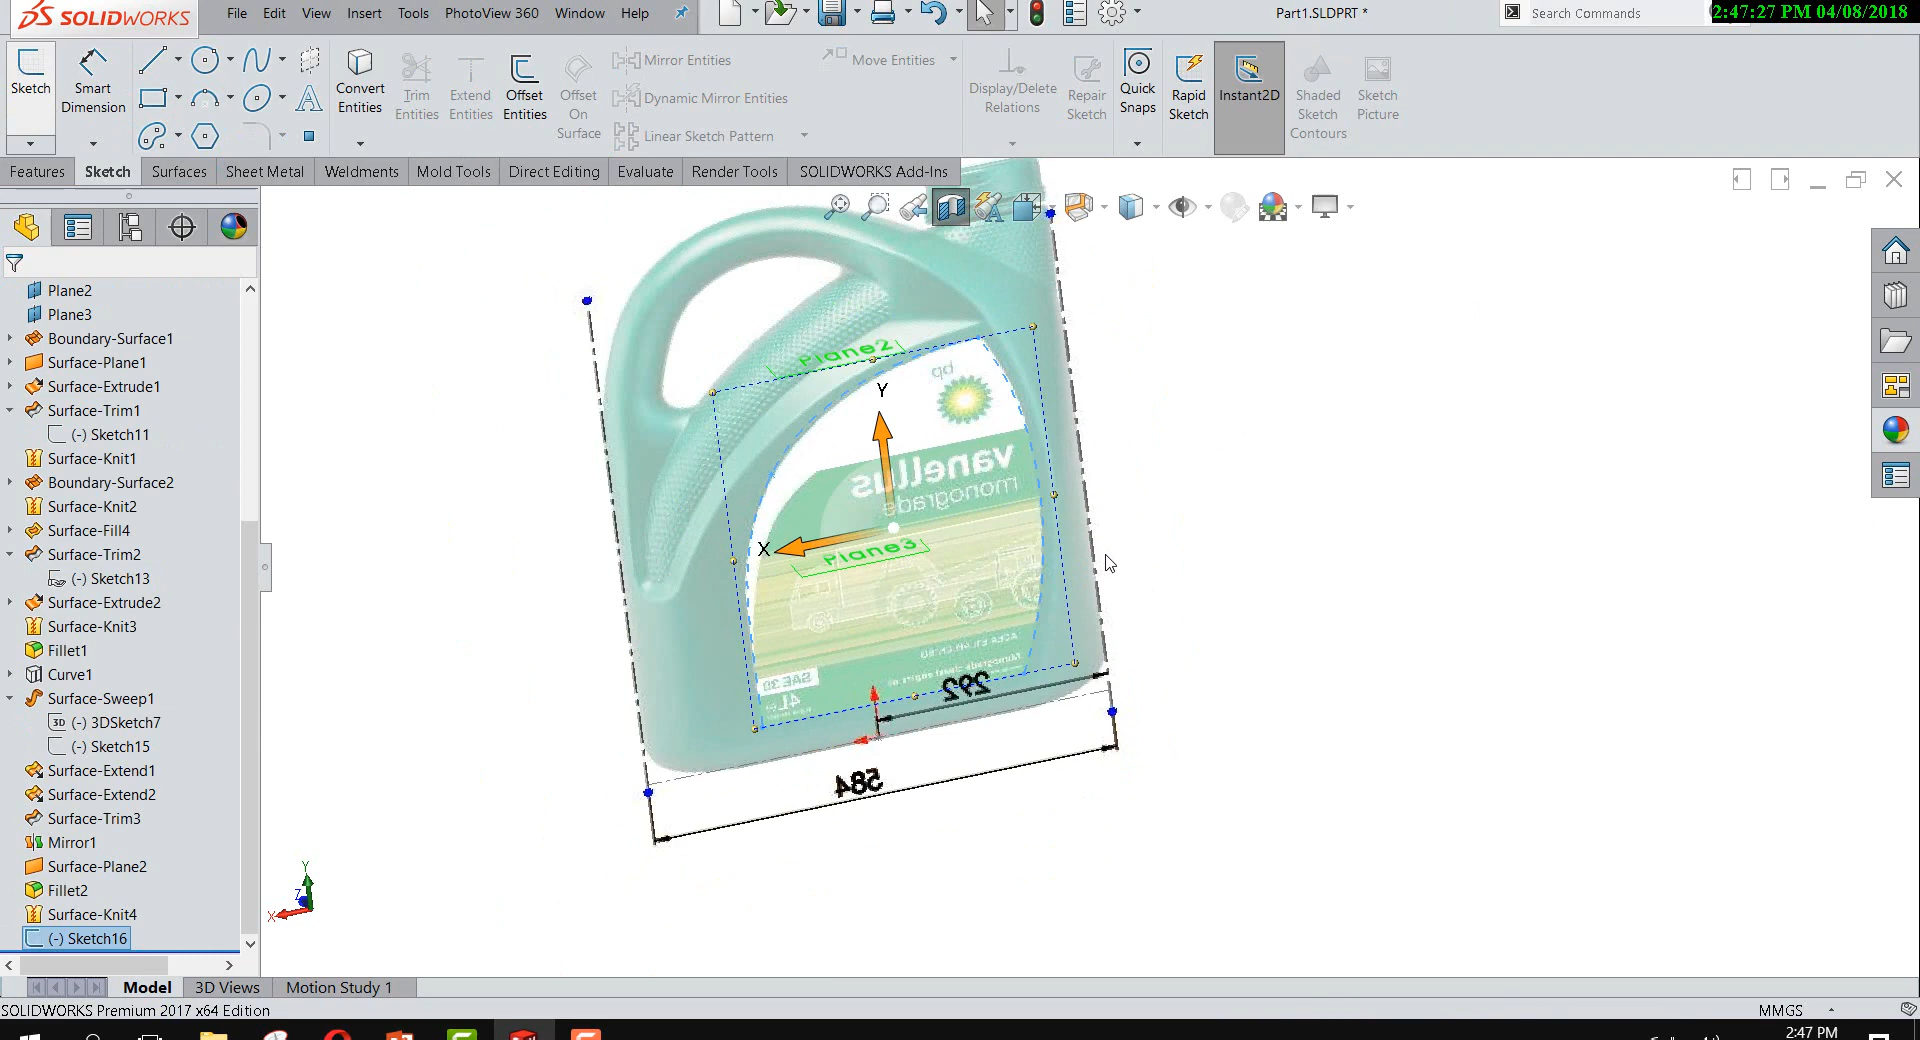 SOLIDWORKS File Edit View Insert Tools PhotoView 360 Window Help Part1.SLDPRT * Search Commands 2:47:27 PM 04/08/2018
Sketch Smart Dimension Convert Entities Trim Entities Extend Entities Offset Entities Offset On Surface Mirror Entities Dynamic Mirror Entities Linear Sketch Pattern Move Entities Display/Delete Relations Repair Sketch Quick Snaps Rapid Sketch Instant2D Shaded Sketch Contours Sketch Picture
Features Sketch Surfaces Sheet Metal Weldments Mold Tools Direct Editing Evaluate Render Tools SOLIDWORKS Add-Ins
Plane2
Plane3
Boundary-Surface1
Surface-Plane1
Surface-Extrude1
Surface-Trim1
(-) Sketch11
Surface-Knit1
Boundary-Surface2
Surface-Knit2
Surface-Fill4
Surface-Trim2
(-) Sketch13
Surface-Extrude2
Surface-Knit3
Fillet1
Curve1
Surface-Sweep1
3D (-) 3DSketch7
(-) Sketch15
Surface-Extend1
Surface-Extend2
Surface-Trim3
Mirror1
Surface-Plane2
Fillet2
Surface-Knit4
(-) Sketch16
Plane2
Y
bp
vanellus
monograde
X
Plane3
SAE 30
4L
292
584
Y
Z
X
Model 3D Views Motion Study 1
SOLIDWORKS Premium 2017 x64 Edition MMGS
2:47 PM